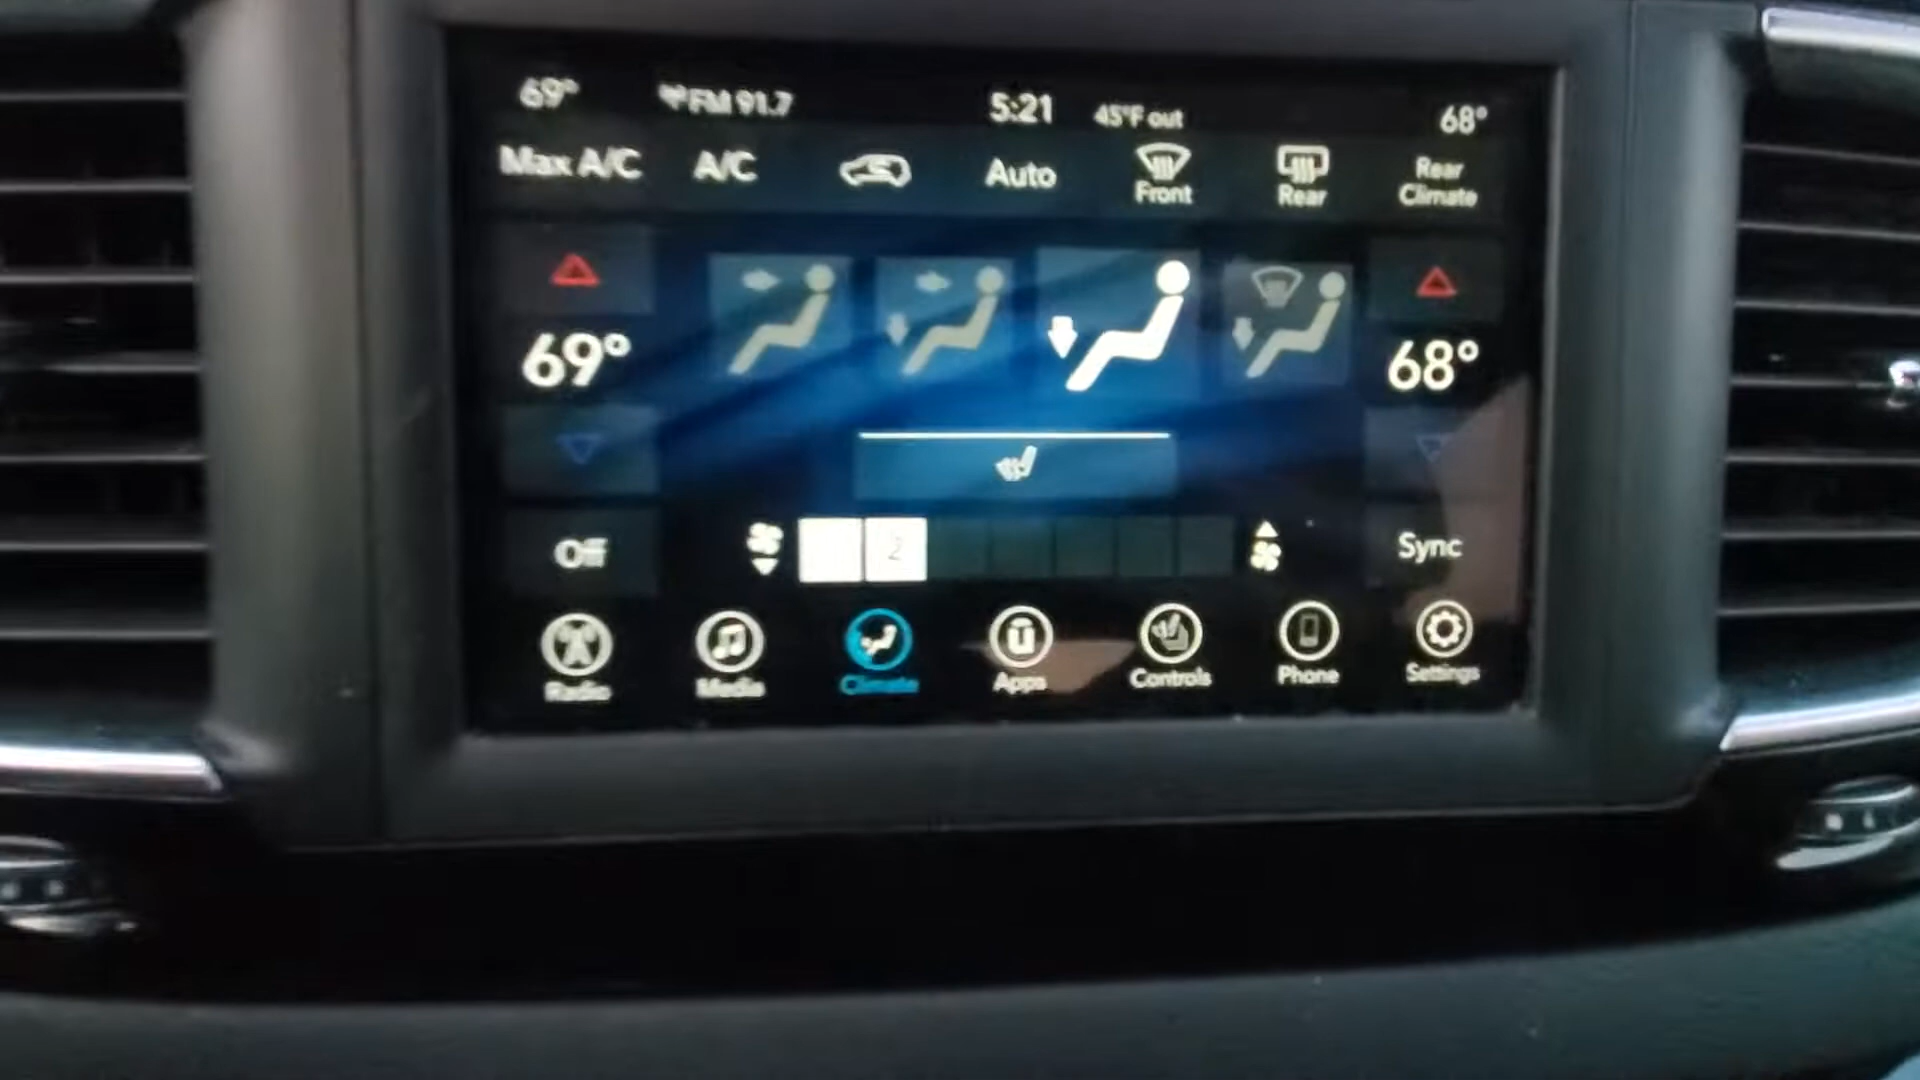 69° FM 91.7 5:21 45°F out 68°
Max A/C A/C Auto Front Rear Rear Climate
69° 68°
Off 2 Sync
Radio Media Climate Apps Controls Phone Settings